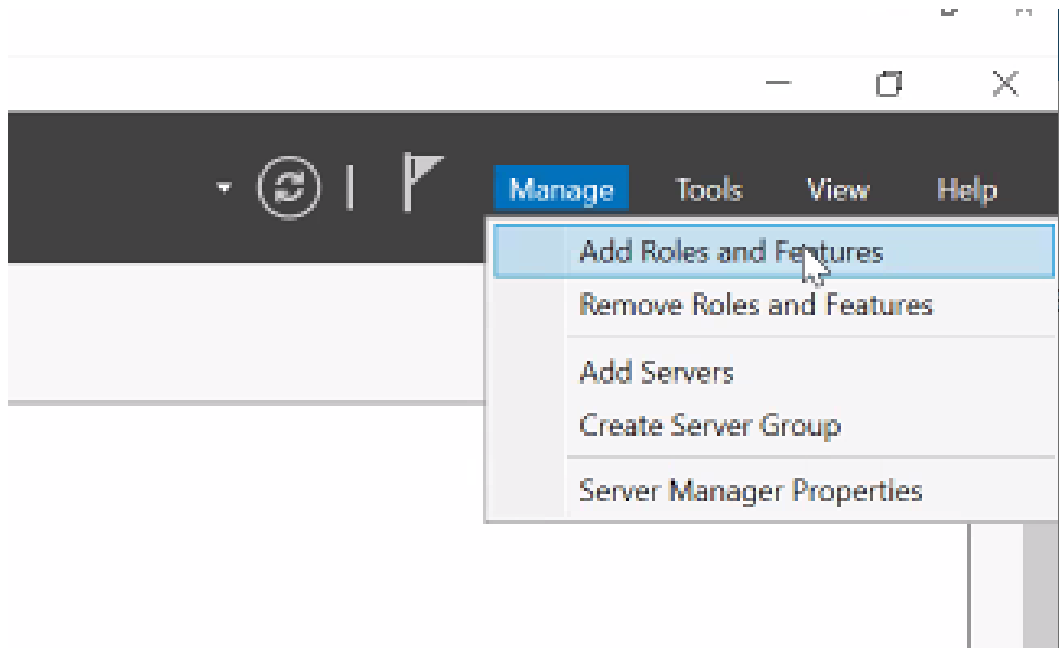 Manage Tools View Help
Add Roles and Features
Remove Roles and Features
Add Servers
Create Server Group
Server Manager Properties